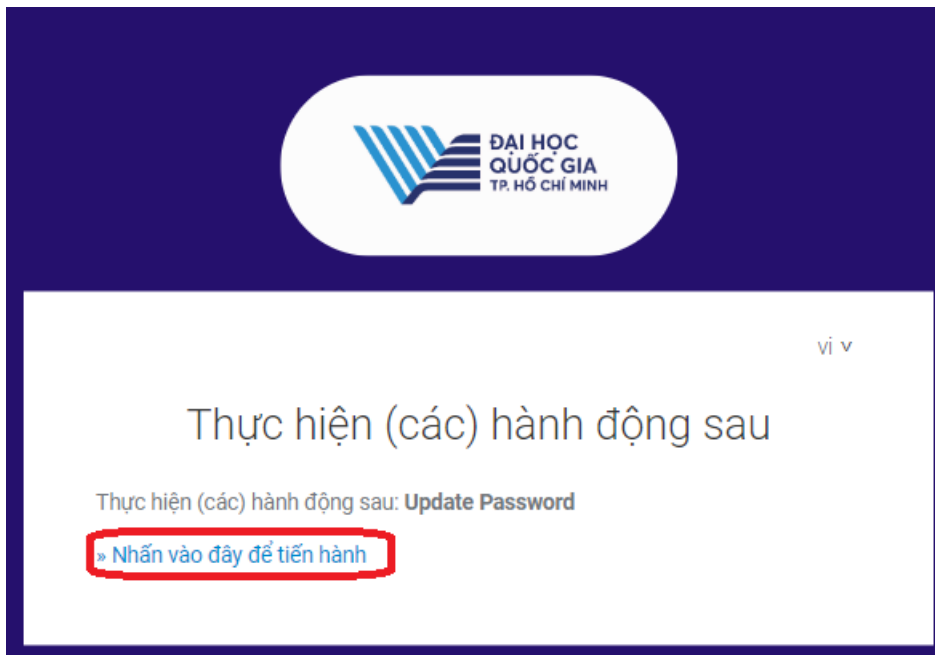 ĐẠI HỌC
QUỐC GIA
TP. HỒ CHÍ MINH
vi
Thực hiện (các) hành động sau
Thực hiện (các) hành động sau: Update Password
» Nhấn vào đây để tiến hành